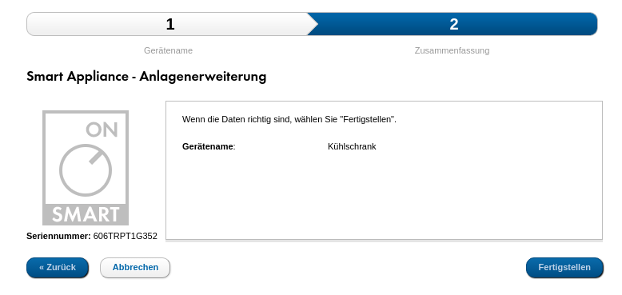 1
2
Gerätename
Zusammenfassung
Smart Appliance - Anlagenerweiterung
Wenn die Daten richtig sind, wählen Sie "Fertigstellen".
Gerätename: Kühlschrank
ON
SMART
Seriennummer: 606TRPT1G352
« Zurück
Abbrechen
Fertigstellen